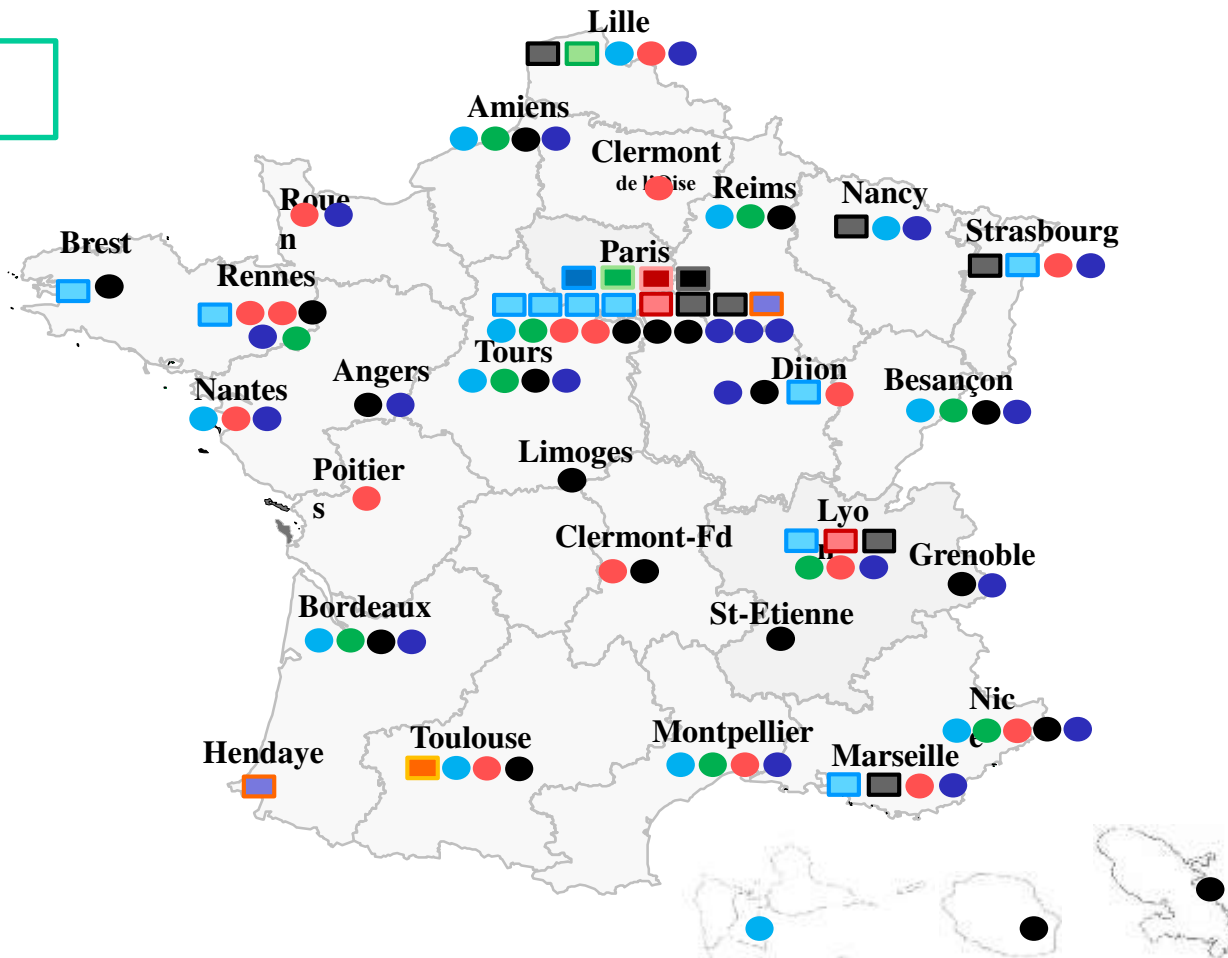 Lille
Amiens
Clermont
de l'Oise
Reims
Nancy
Roue
n
Strasbourg
Brest
Paris
Rennes
Tours
Dijon
Angers
Besançon
Nantes
Limoges
Poitier
s
Lyo
n
Clermont-Fd
Grenoble
Bordeaux
St-Etienne
Nic
e
Montpellier
Toulouse
Hendaye
Marseille